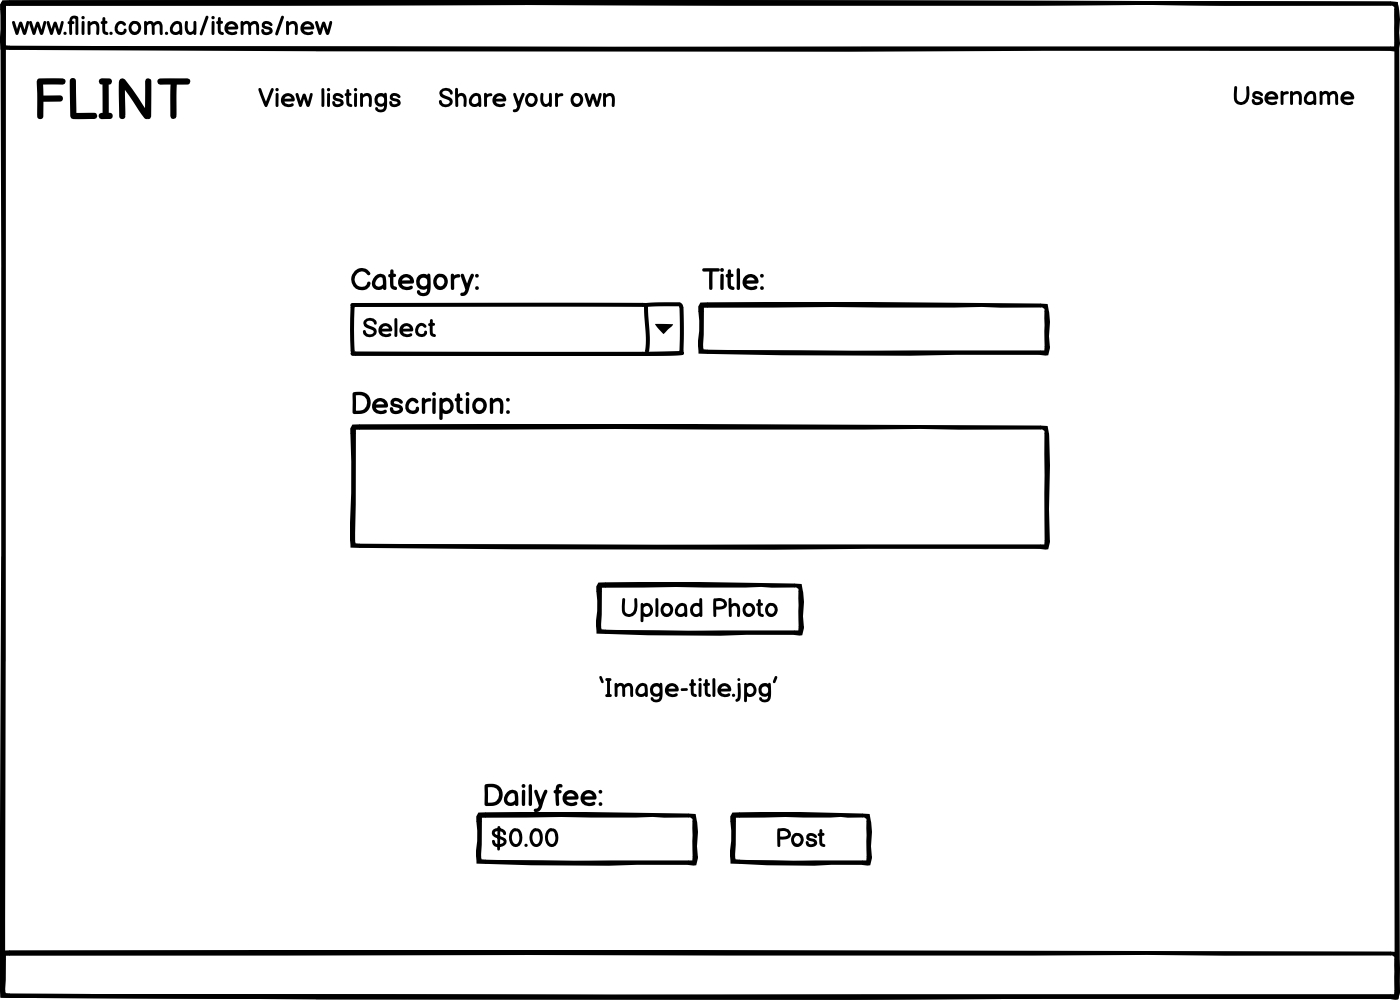 www.flint.com.au/items/new
FLINT View listings Share your own Username
Category: Title:
Select
Description:
Upload Photo
‘Image-title.jpg’
Daily fee:
$0.00 Post